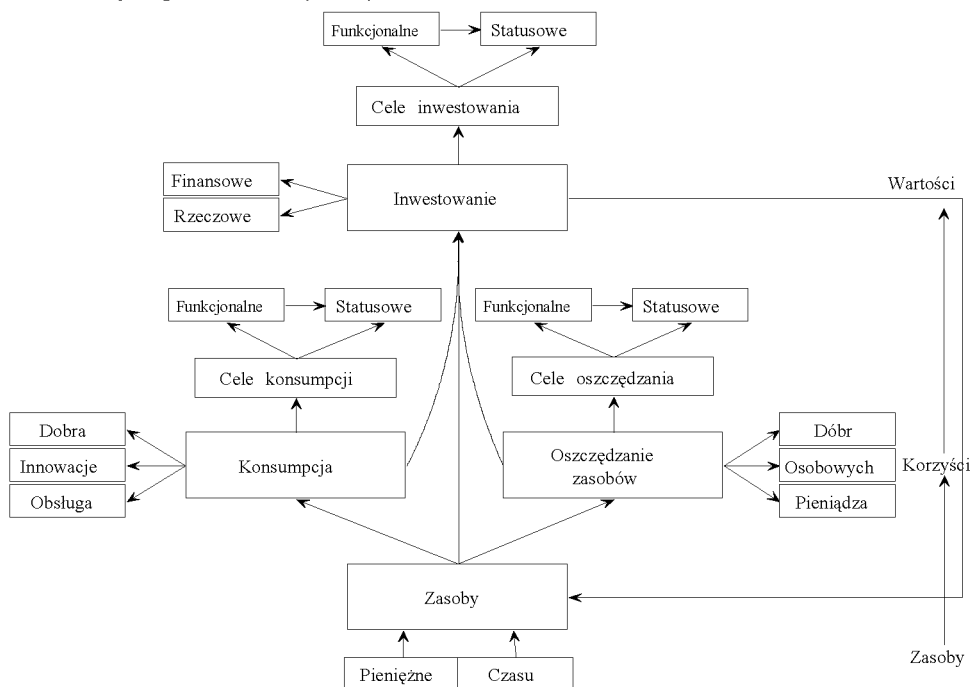 Funkcjonalne
Statusowe
Cele inwestowania
Finansowe
Rzeczowe
Inwestowanie
Wartości
Funkcjonalne
Statusowe
Funkcjonalne
Statusowe
Cele konsumpcji
Cele oszczędzania
Dobra
Innowacje
Obsługa
Konsumpcja
Oszczędzanie
zasobów
Dóbr
Osobowych
Pieniądza
Korzyści
Zasoby
Zasoby
Pieniężne
Czasu